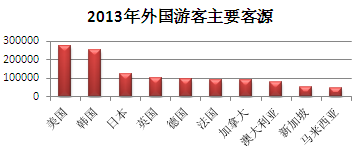 2013年外国游客主要客源
300000
200000
100000
0
美国
韩国
日本
英国
德国
法国
加拿大
澳大利亚
新加坡
马来西亚